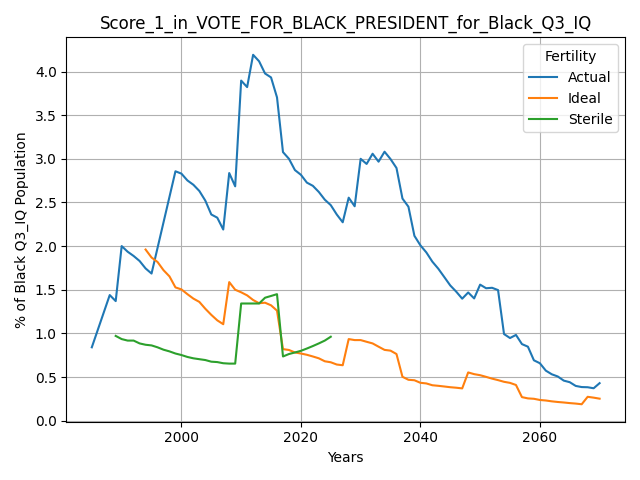 Score_1_in_VOTE_FOR_BLACK_PRESIDENT_for_Black_Q3_IQ
Fertility
Actual
Ideal
Sterile
% of Black Q3_IQ Population
4.0
3.5
3.0
2.5
2.0
1.5
1.0
0.5
0.0
2000
2020
2040
2060
Years